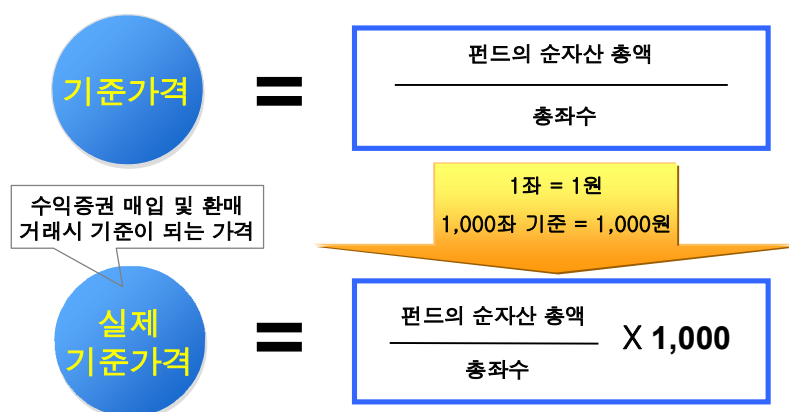 기준가격
=
펀드의 순자산 총액
총좌수
1좌 = 1원
1,000좌 기준 = 1,000원
수익증권 매입 및 환매
거래시 기준이 되는 가격
실제
기준가격
=
펀드의 순자산 총액
총좌수
X 1,000